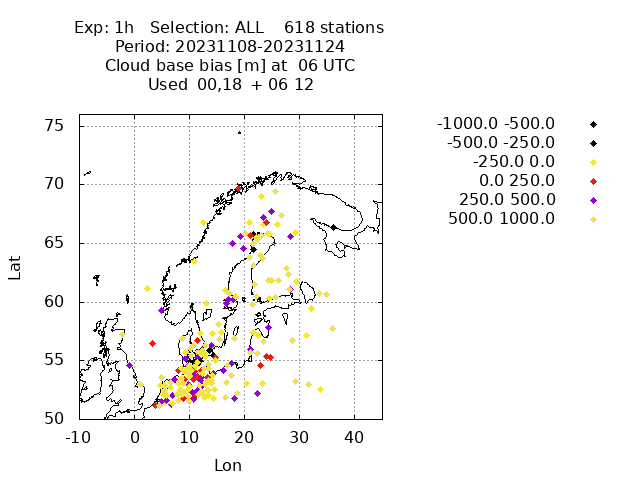 Exp: 1h   Selection: ALL    618 stations
Period: 20231108-20231124
Cloud base bias [m] at  06 UTC
Used 00,18  + 06 12
-1000.0 -500.0
-500.0 -250.0
-250.0 0.0
0.0 250.0
250.0 500.0
500.0 1000.0
75
70
65
60
55
50
Lat
-10 0 10 20 30 40
Lon